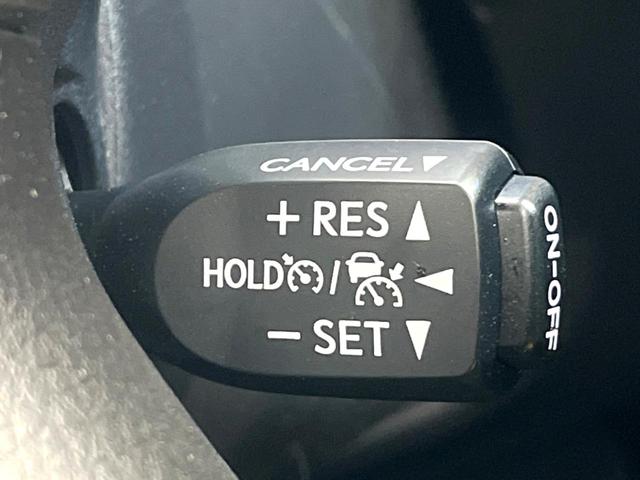 CANCEL▼
+ RES ▲
HOLD / ◀
- SET ▼
ON-OFF